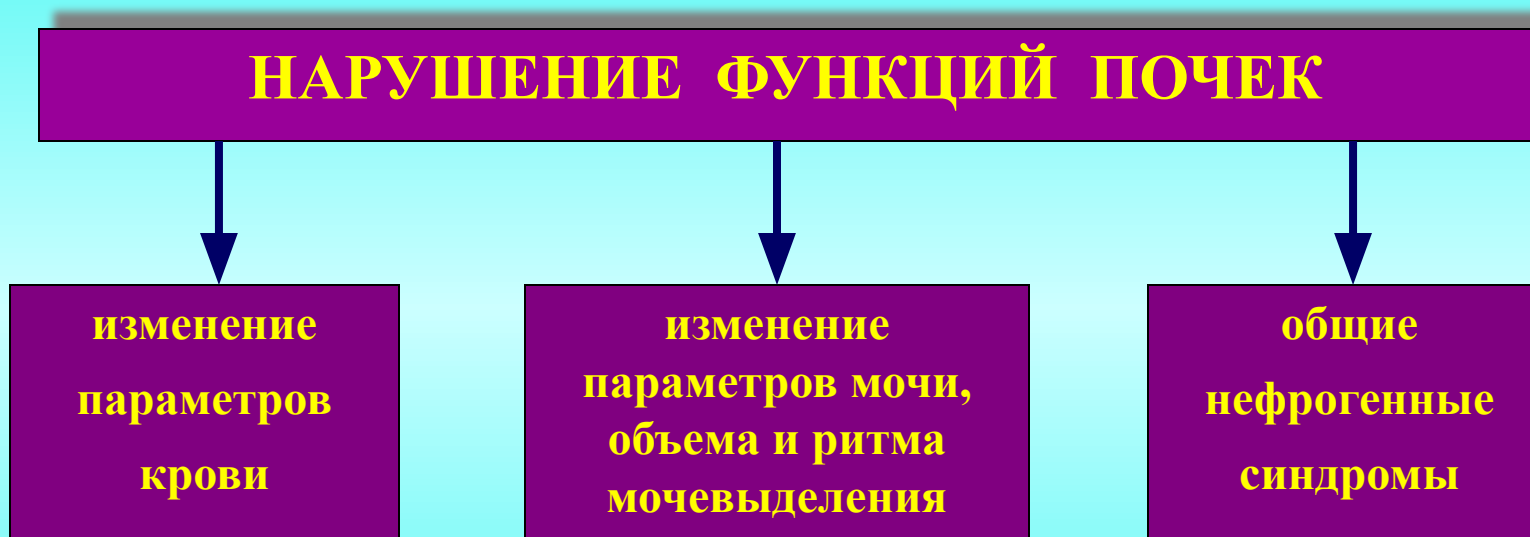 НАРУШЕНИЕ ФУНКЦИЙ ПОЧЕК
изменение
параметров
крови
изменение
параметров мочи,
объема и ритма
мочевыделения
общие
нефрогенные
синдромы